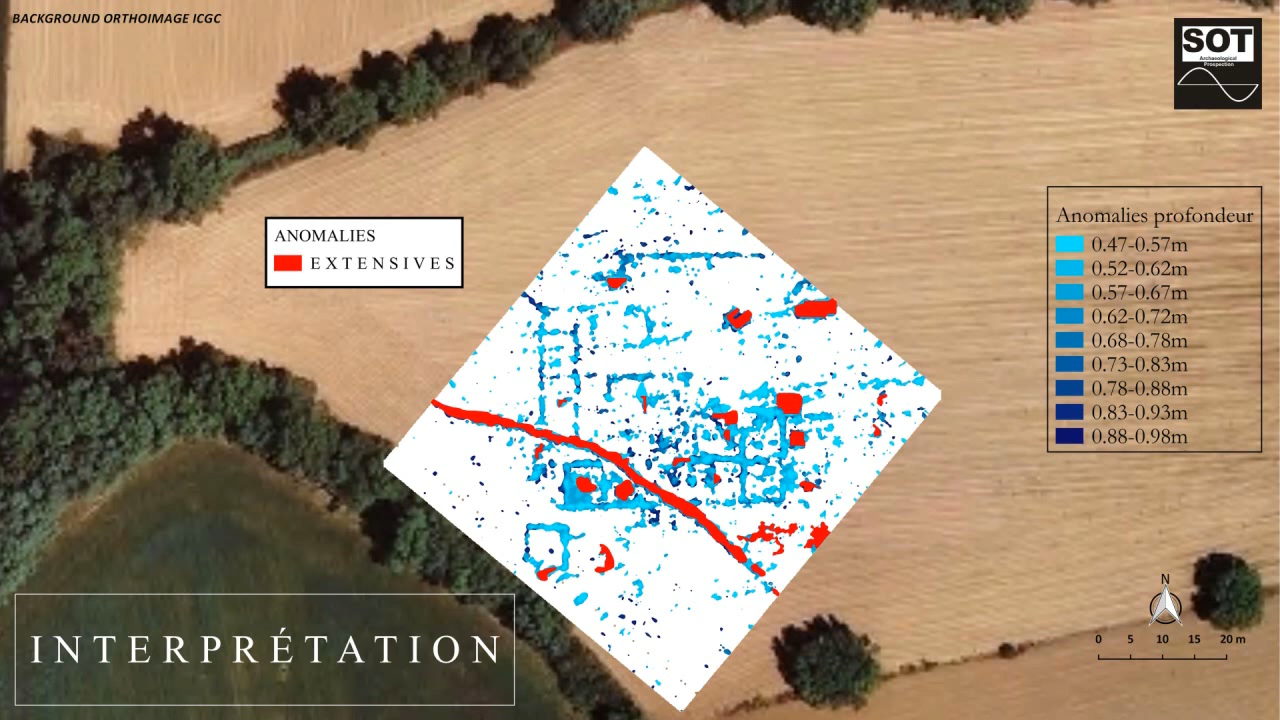 BACKGROUND ORTHOIMAGE ICGC
SOT
Archaeological
Prospection
ANOMALIES
EXTENSIVES
Anomalies profondeur
0.47-0.57m
0.52-0.62m
0.57-0.67m
0.62-0.72m
0.68-0.78m
0.73-0.83m
0.78-0.88m
0.83-0.93m
0.88-0.98m
N
0 5 10 15 20 m
INTERPRÉTATION